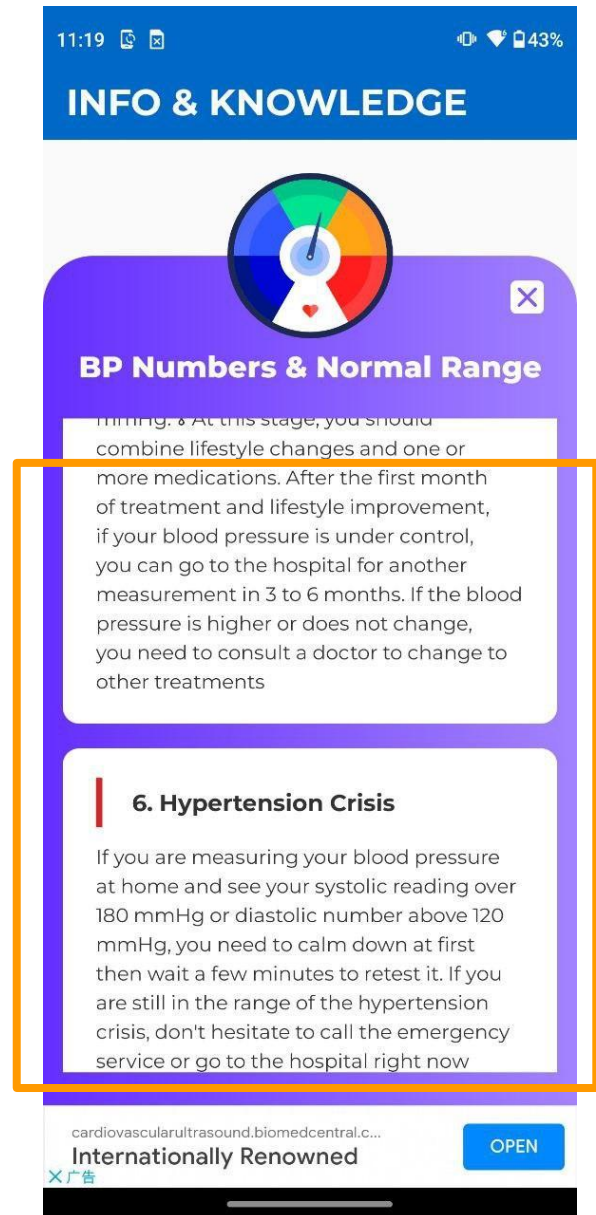 11:19
43%
INFO & KNOWLEDGE
BP Numbers & Normal Range
mmHg. 8 At this stage, you should
combine lifestyle changes and one or
more medications. After the first month
of treatment and lifestyle improvement,
if your blood pressure is under control,
you can go to the hospital for another
measurement in 3 to 6 months. If the blood
pressure is higher or does not change,
you need to consult a doctor to change to
other treatments
6. Hypertension Crisis
If you are measuring your blood pressure
at home and see your systolic reading over
180 mmHg or diastolic number above 120
mmHg, you need to calm down at first
then wait a few minutes to retest it. If you
are still in the range of the hypertension
crisis, don't hesitate to call the emergency
service or go to the hospital right now
cardiovascularultrasound.biomedcentral.c...
Internationally Renowned
OPEN
广告